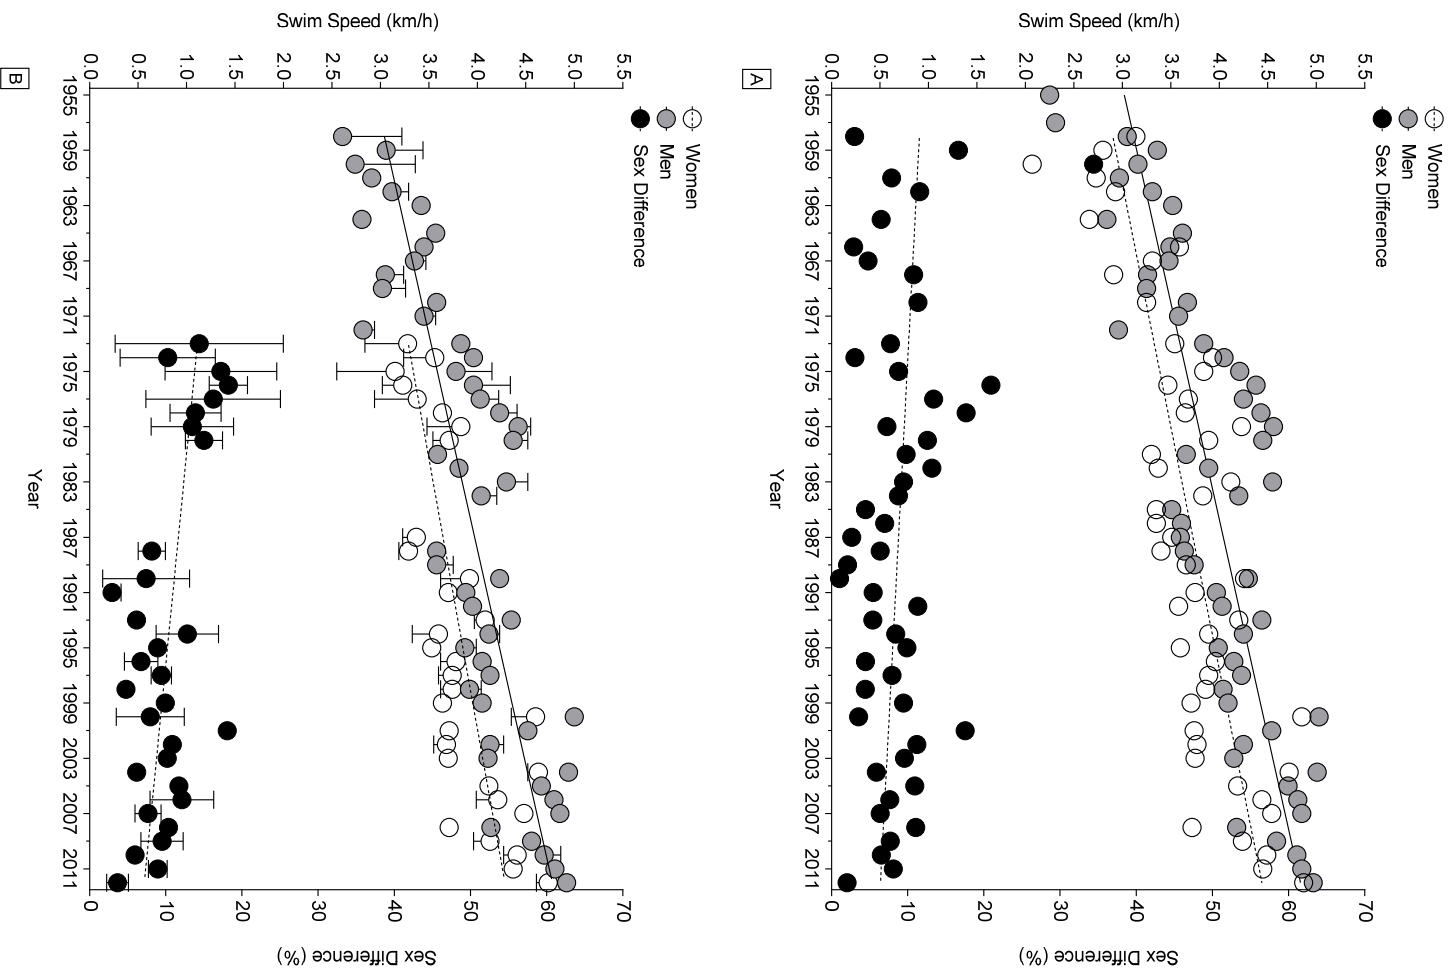 A
Swim Speed (km/h)
0.0 0.5 1.0 1.5 2.0 2.5 3.0 3.5 4.0 4.5 5.0 5.5
Women
Men
Sex Difference
1955 1959 1963 1967 1971 1975 1979 1983 1987 1991 1995 1999 2003 2007 2011
Year
0 10 20 30 40 50 60 70
Sex Difference (%)
B
Swim Speed (km/h)
0.0 0.5 1.0 1.5 2.0 2.5 3.0 3.5 4.0 4.5 5.0 5.5
Women
Men
Sex Difference
1955 1959 1963 1967 1971 1975 1979 1983 1987 1991 1995 1999 2003 2007 2011
Year
0 10 20 30 40 50 60 70
Sex Difference (%)